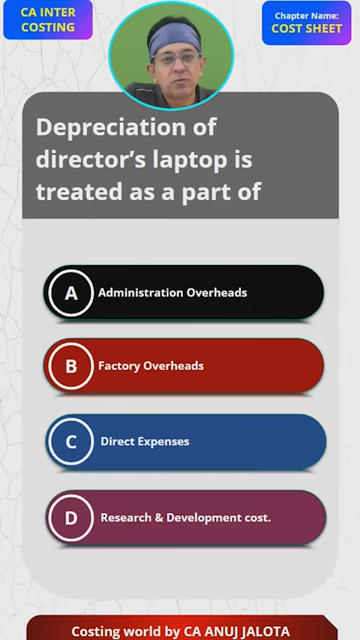 CA INTER
COSTING
Chapter Name:
COST SHEET
Depreciation of
director’s laptop is
treated as a part of
A Administration Overheads
B Factory Overheads
C Direct Expenses
D Research & Development cost.
Costing world by CA ANUJ JALOTA